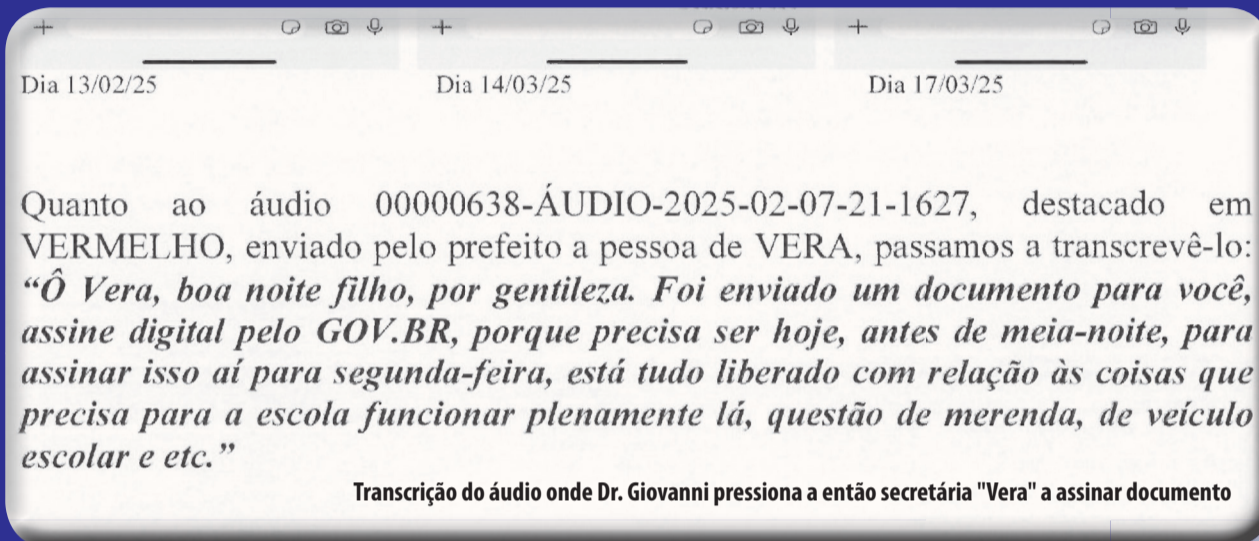 Dia 13/02/25 Dia 14/03/25 Dia 17/03/25
Quanto ao áudio 00000638-ÁUDIO-2025-02-07-21-1627, destacado em
VERMELHO, enviado pelo prefeito a pessoa de VERA, passamos a transcrevê-lo:
“Ô Vera, boa noite filho, por gentileza. Foi enviado um documento para você,
assine digital pelo GOV.BR, porque precisa ser hoje, antes de meia-noite, para
assinar isso aí para segunda-feira, está tudo liberado com relação às coisas que
precisa para a escola funcionar plenamente lá, questão de merenda, de veículo
escolar e etc.”
Transcrição do áudio onde Dr. Giovanni pressiona a então secretária "Vera" a assinar documento